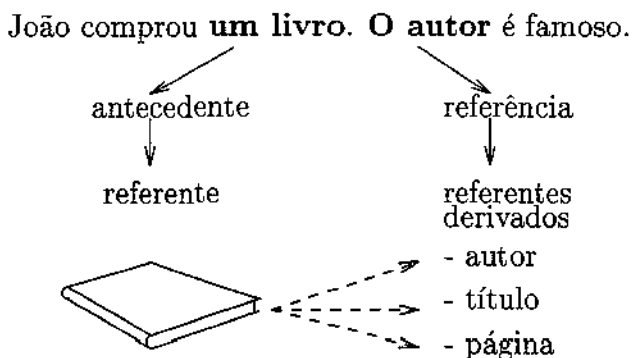 João comprou um livro. O autor é famoso.
antecedente referência
referente referentes
derivados
- autor
- título
- página